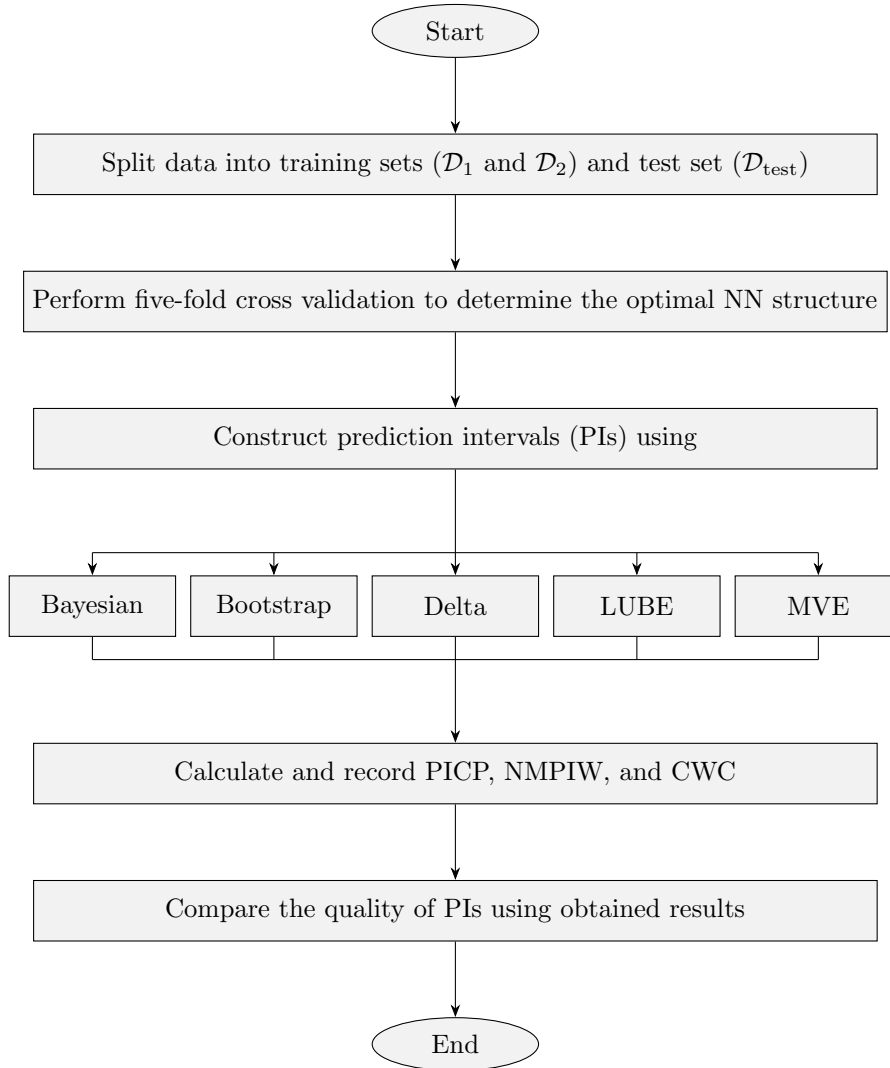 Start
Split data into training sets (𝒟₁ and 𝒟₂) and test set (𝒟_test)
Perform five-fold cross validation to determine the optimal NN structure
Construct prediction intervals (PIs) using
Bayesian Bootstrap Delta LUBE MVE
Calculate and record PICP, NMPIW, and CWC
Compare the quality of PIs using obtained results
End